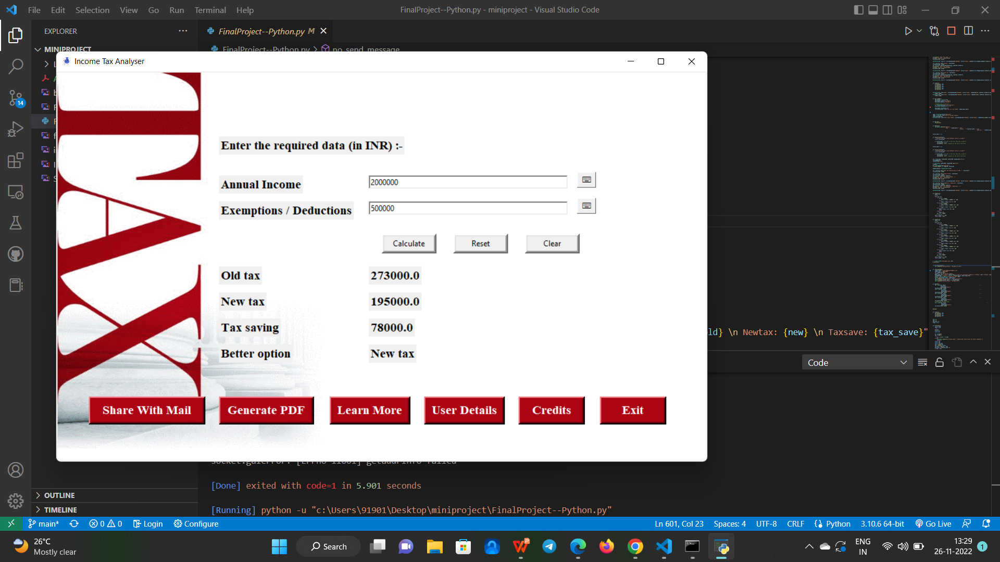 File Edit Selection View Go Run Terminal Help
FinalProject--Python.py - miniproject - Visual Studio Code
EXPLORER
FinalProject--Python.py M
MINIPROJECT
FinalProject--Python.py > no_send_message
Income Tax Analyser
TAX
Enter the required data (in INR) :-
Annual Income 2000000
Exemptions / Deductions 500000
Calculate Reset Clear
Old tax 273000.0
New tax 195000.0
Tax saving 78000.0
Better option New tax
Share With Mail Generate PDF Learn More User Details Credits Exit
ld} \n Newtax: {new} \n Taxsave: {tax_save}"
Code
14
[Done] exited with code=1 in 5.901 seconds
[Running] python -u "c:\Users\91901\Desktop\miniproject\FinalProject--Python.py"
OUTLINE
TIMELINE
main* 0 0 Login Configure
Ln 601, Col 23 Spaces: 4 UTF-8 CRLF Python 3.10.6 64-bit Go Live
26°C
Mostly clear
Search
ENG
IN
13:29
26-11-2022
1